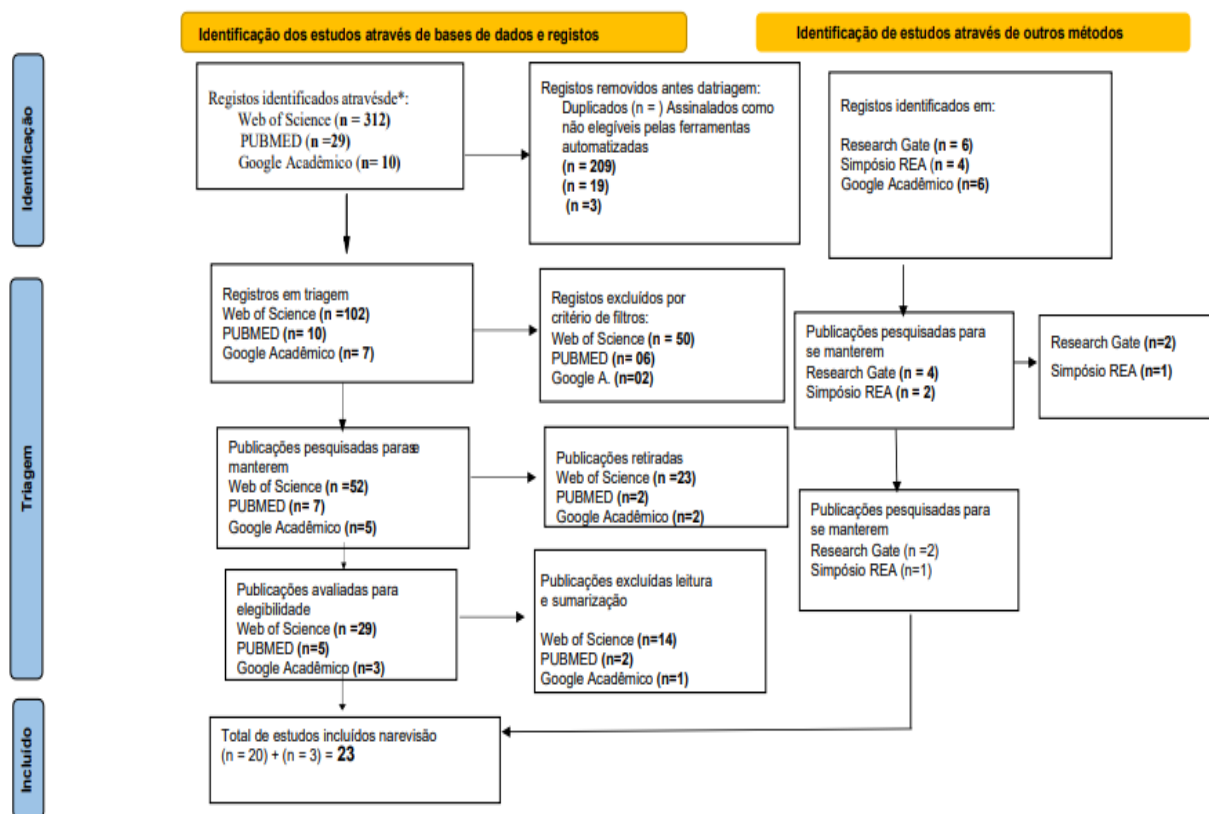 Identificação dos estudos através de bases de dados e registos
Identificação de estudos através de outros métodos
Identificação
Registos identificados atravésde*:
Web of Science (n = 312)
PUBMED (n =29)
Google Acadêmico (n= 10)
Registos removidos antes datriagem:
Duplicados (n = ) Assinalados como
não elegíveis pelas ferramentas
automatizadas
(n = 209)
(n = 19)
(n =3)
Registos identificados em:
Research Gate (n = 6)
Simpósio REA (n = 4)
Google Acadêmico (n=6)
Triagem
Registros em triagem
Web of Science (n =102)
PUBMED (n= 10)
Google Acadêmico (n= 7)
Registos excluídos por
critério de filtros:
Web of Science (n = 50)
PUBMED (n= 06)
Google A. (n=02)
Publicações pesquisadas para
se manterem
Research Gate (n = 4)
Simpósio REA (n = 2)
Research Gate (n=2)
Simpósio REA (n=1)
Publicações pesquisadas parase
manterem
Web of Science (n =52)
PUBMED (n= 7)
Google Acadêmico (n=5)
Publicações retiradas
Web of Science (n =23)
PUBMED (n=2)
Google Acadêmico (n=2)
Publicações pesquisadas para
se manterem
Research Gate (n =2)
Simpósio REA (n=1)
Publicações avaliadas para
elegibilidade
Web of Science (n =29)
PUBMED (n=5)
Google Acadêmico (n=3)
Publicações excluídas leitura
e sumarização
Web of Science (n=14)
PUBMED (n=2)
Google Acadêmico (n=1)
Incluído
Total de estudos incluídos narevisão
(n = 20) + (n = 3) = 23